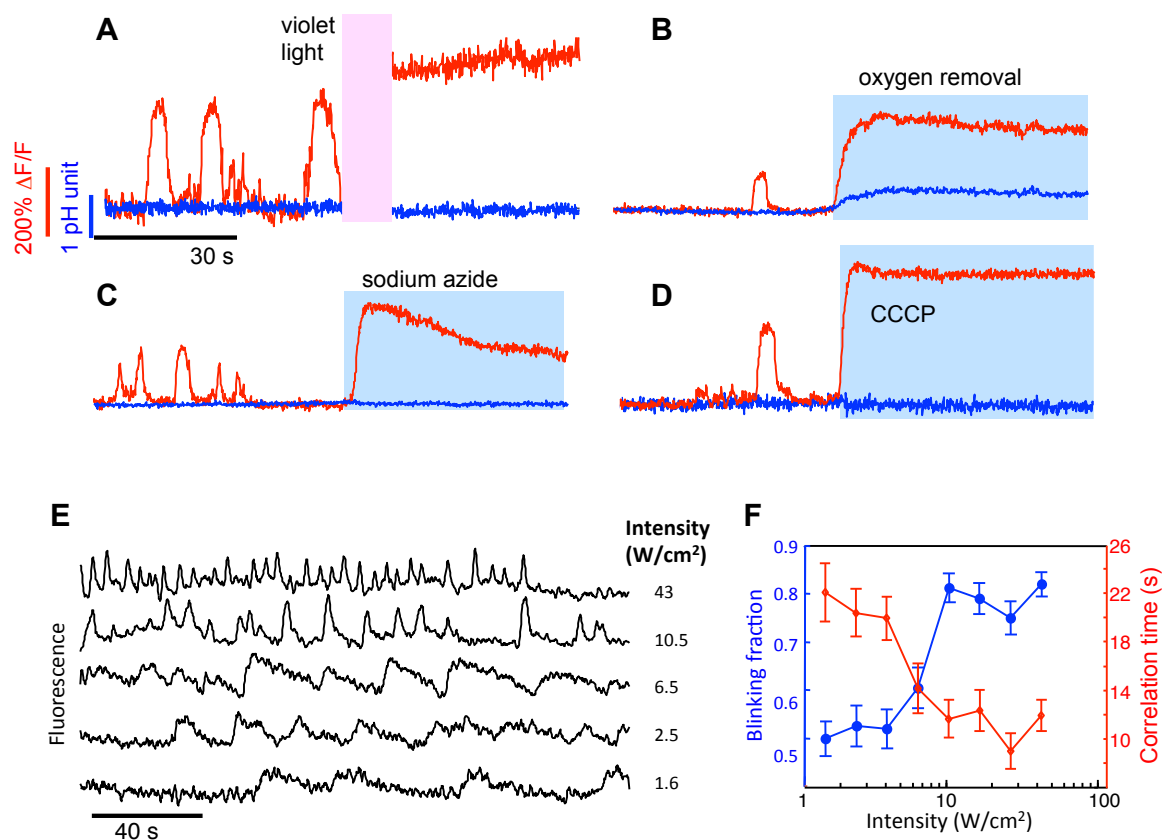 A
violet
light
B
oxygen removal
200% ΔF/F
1 pH unit
30 s
C
sodium azide
D
CCCP
E
Intensity
(W/cm²)
43
10.5
6.5
2.5
1.6
Fluorescence
40 s
F
Blinking fraction
0.9
0.8
0.7
0.6
0.5
26
22
18
14
10
Correlation time (s)
1
10
100
Intensity (W/cm²)